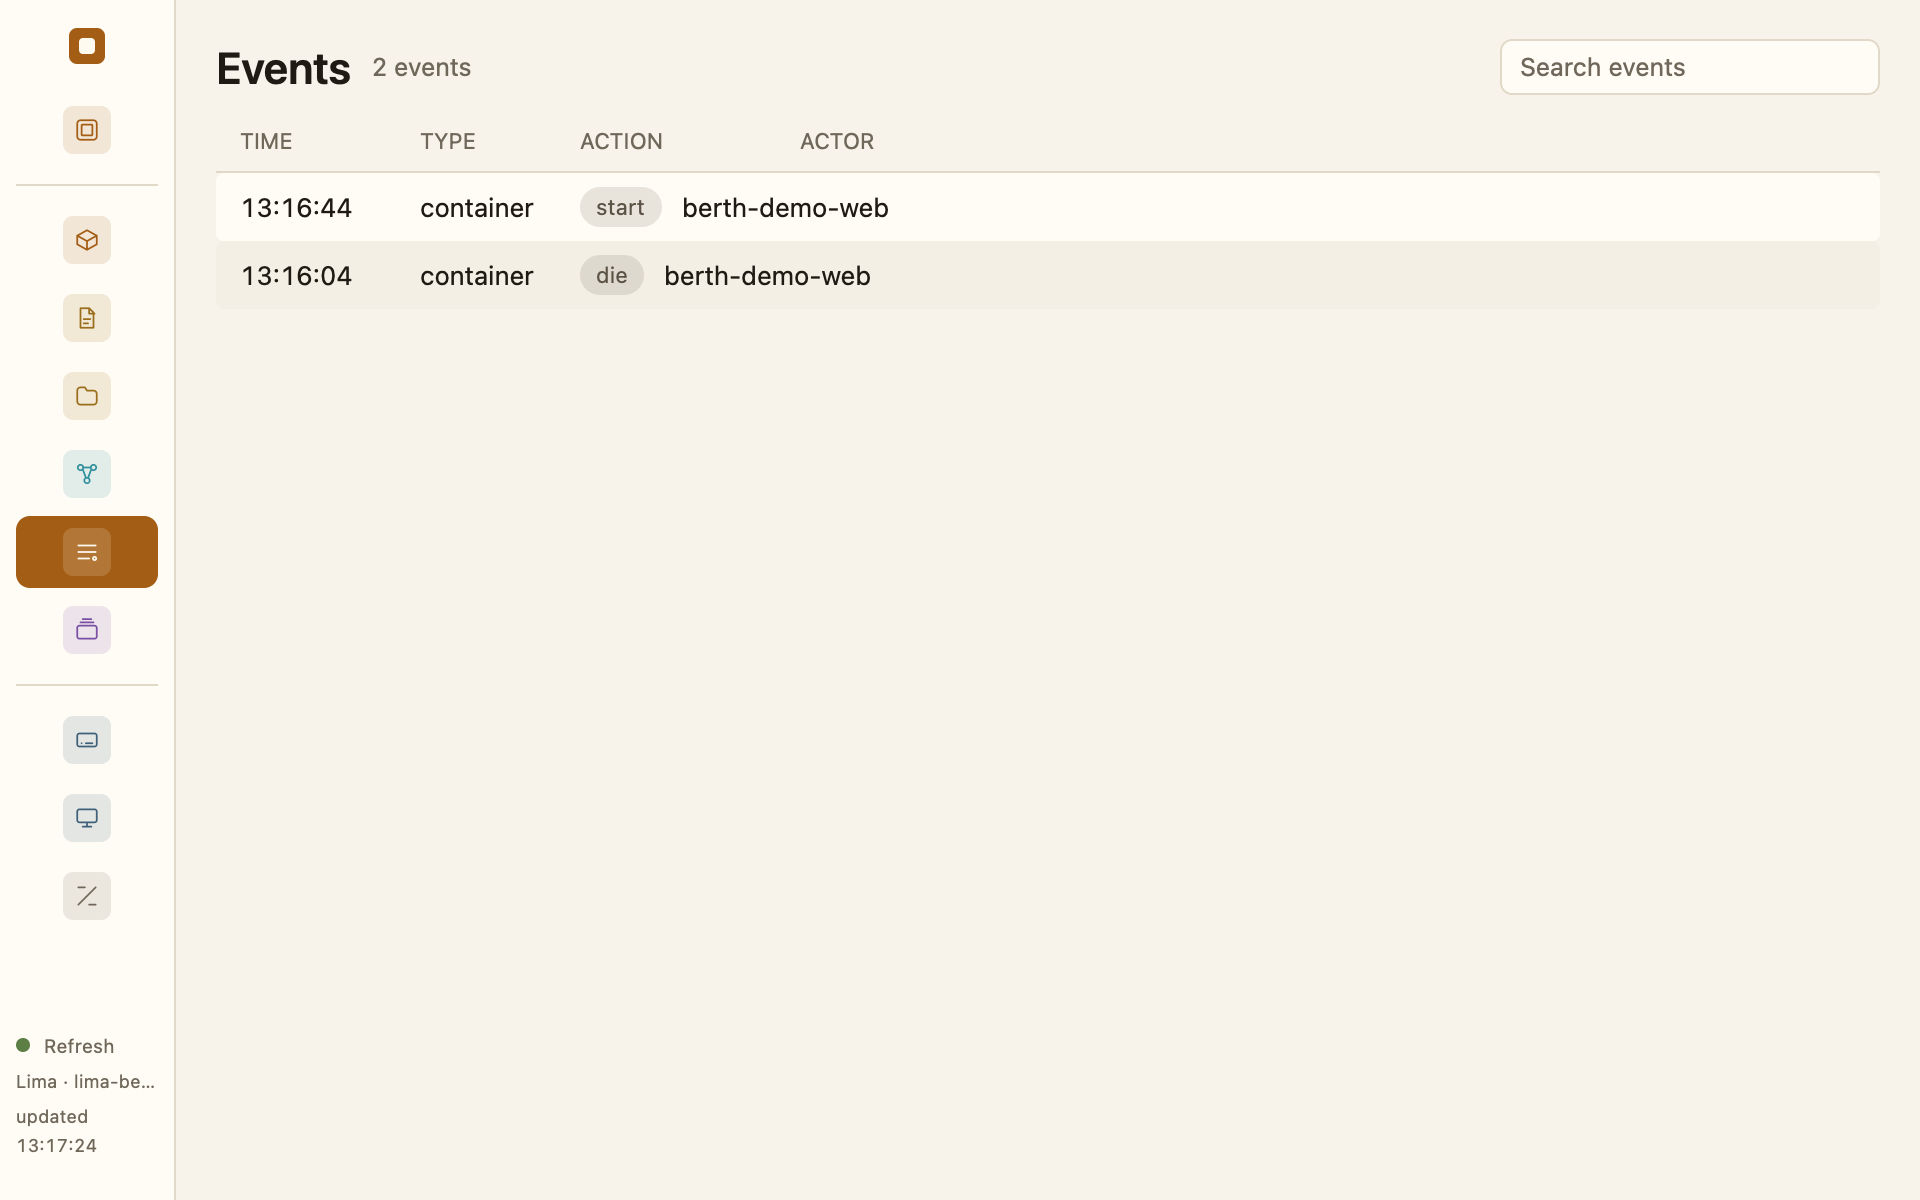 Events 2 events
Search events
TIME TYPE ACTION ACTOR
13:16:44 container start berth-demo-web
13:16:04 container die berth-demo-web
Refresh
Lima · lima-be...
updated
13:17:24